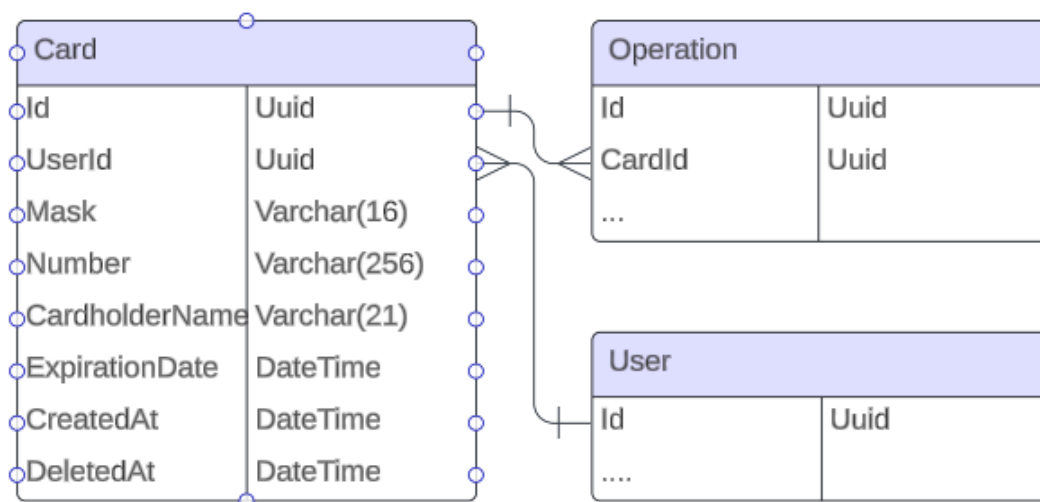 Card
Id Uuid
UserId Uuid
Mask Varchar(16)
Number Varchar(256)
CardholderName Varchar(21)
ExpirationDate DateTime
CreatedAt DateTime
DeletedAt DateTime
Operation
Id Uuid
CardId Uuid
...
User
Id Uuid
....